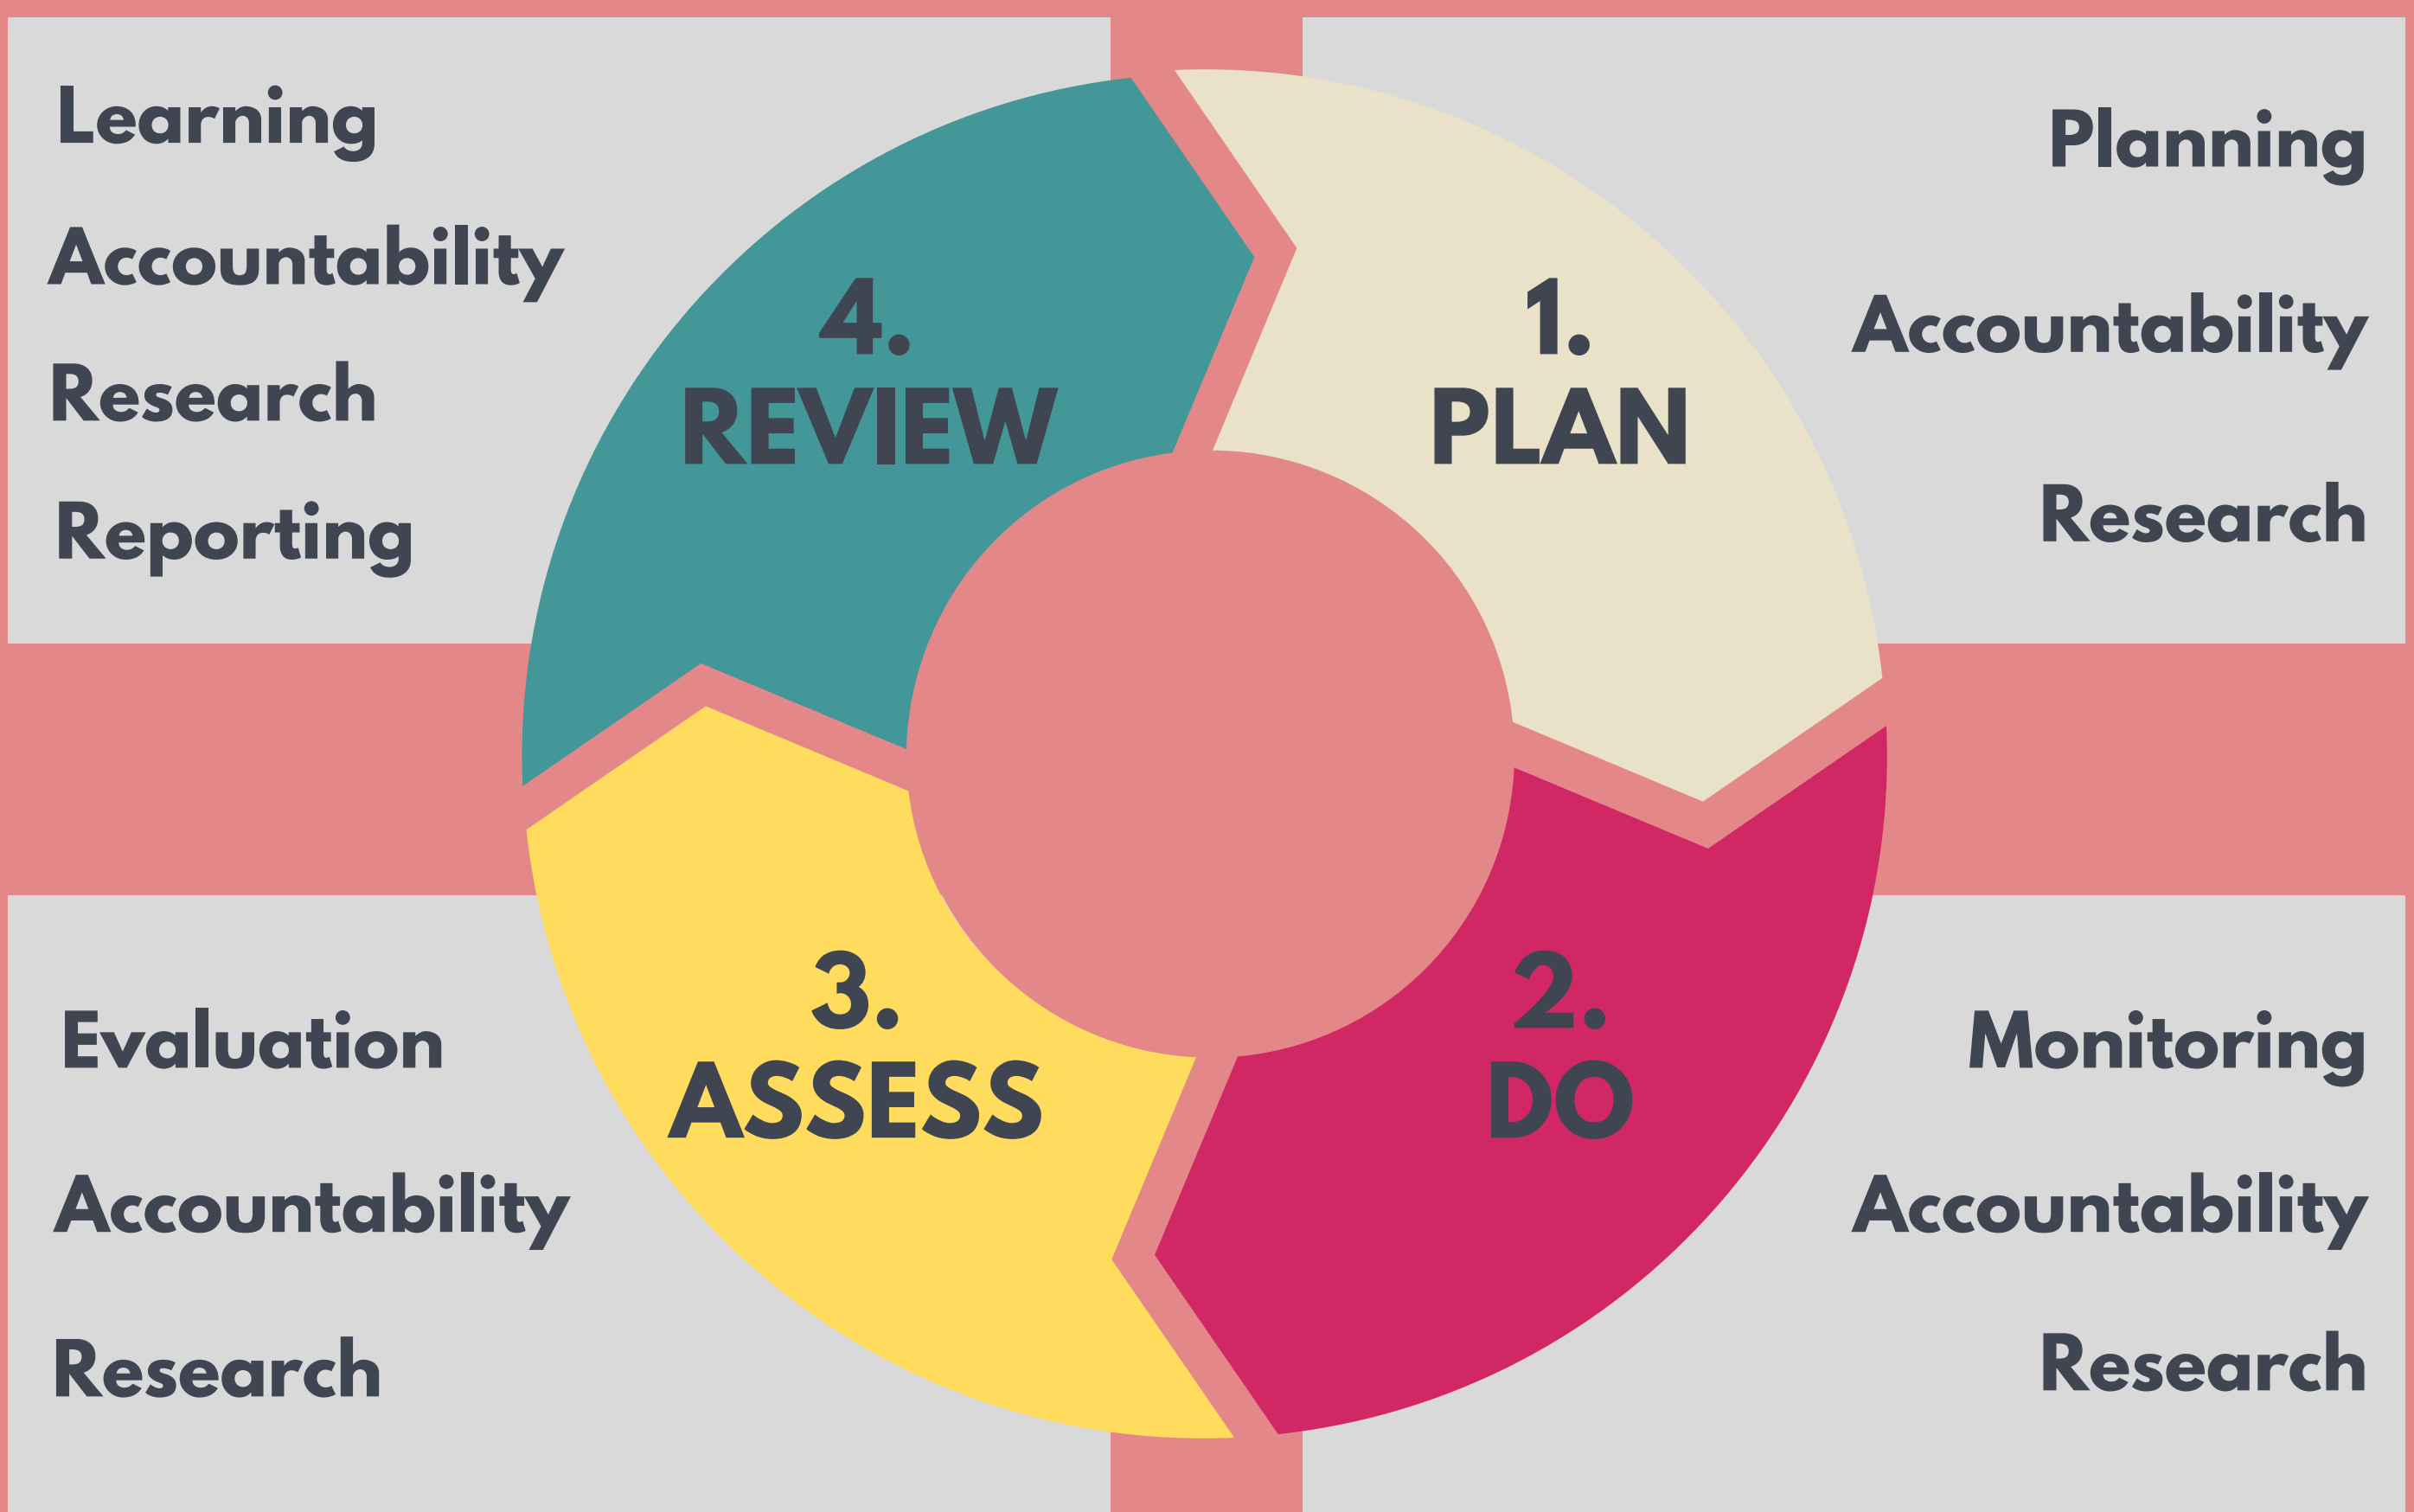 Learning
Accountability
Research
Reporting
4.
REVIEW
1.
PLAN
Planning
Accountability
Research
Evaluation
Accountability
Research
3.
ASSESS
2.
DO
Monitoring
Accountability
Research